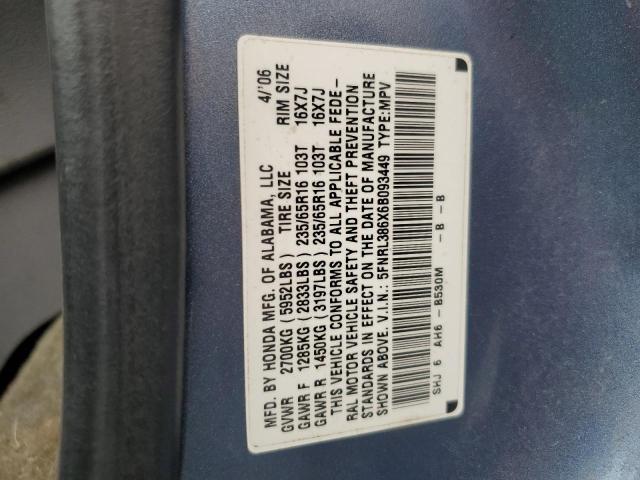 MFD. BY HONDA MFG. OF ALABAMA, LLC 4/'06
GVWR 2700KG (5952LBS) TIRE SIZE RIM SIZE
GAWR F 1285KG (2833LBS) 235/65R16 103T 16X7J
GAWR R 1450KG (3197LBS) 235/65R16 103T 16X7J
THIS VEHICLE CONFORMS TO ALL APPLICABLE FEDE-
RAL MOTOR VEHICLE SAFETY AND THEFT PREVENTION
STANDARDS IN EFFECT ON THE DATE OF MANUFACTURE
SHOWN ABOVE. V.I.N.: 5FNRL386X6B093449 TYPE:MPV
SHJ 6 AH6 - B530M - B - B